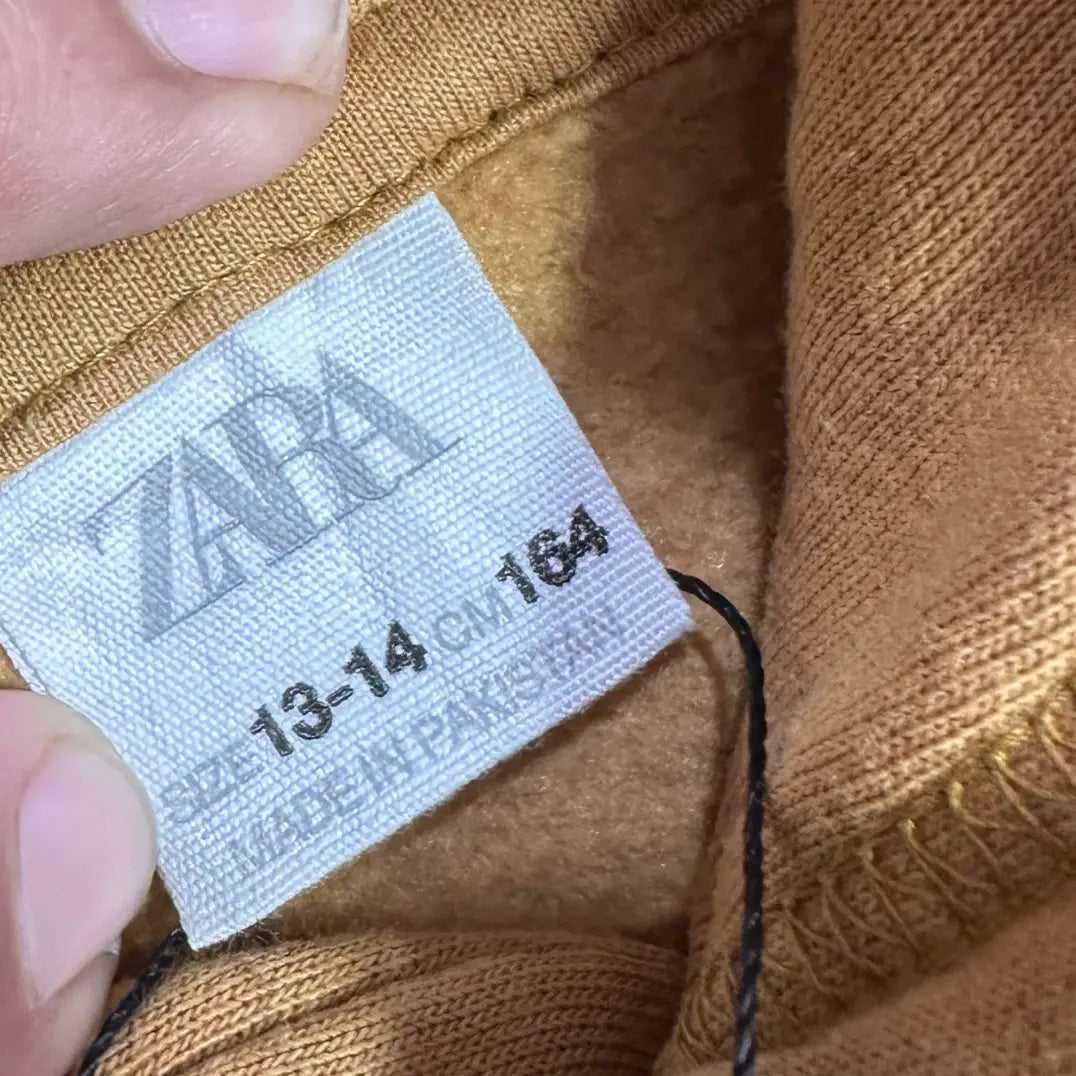 ZARA
SIZE 13-14 CM 164
MADE IN PAKISTAN